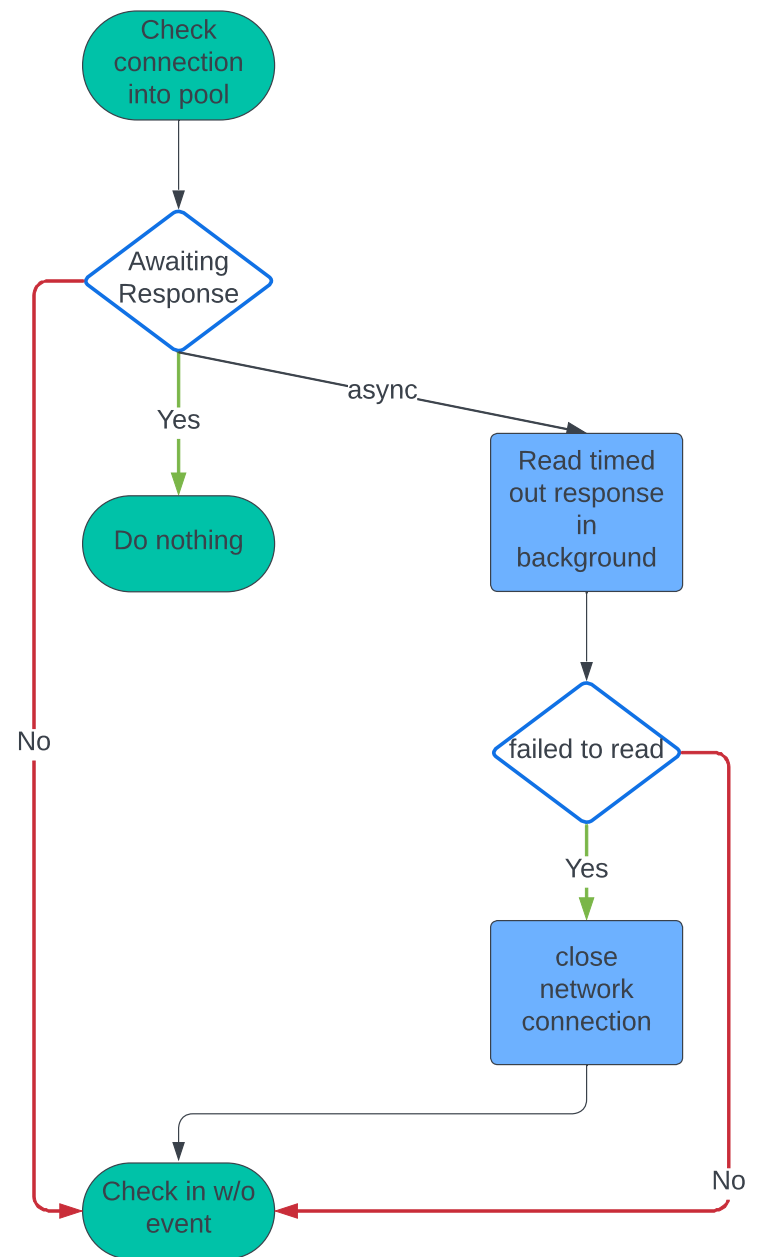 Check
connection
into pool
Awaiting
Response
async
Yes
Read timed
out response
in
background
Do nothing
No
failed to read
Yes
close
network
connection
No
Check in w/o
event